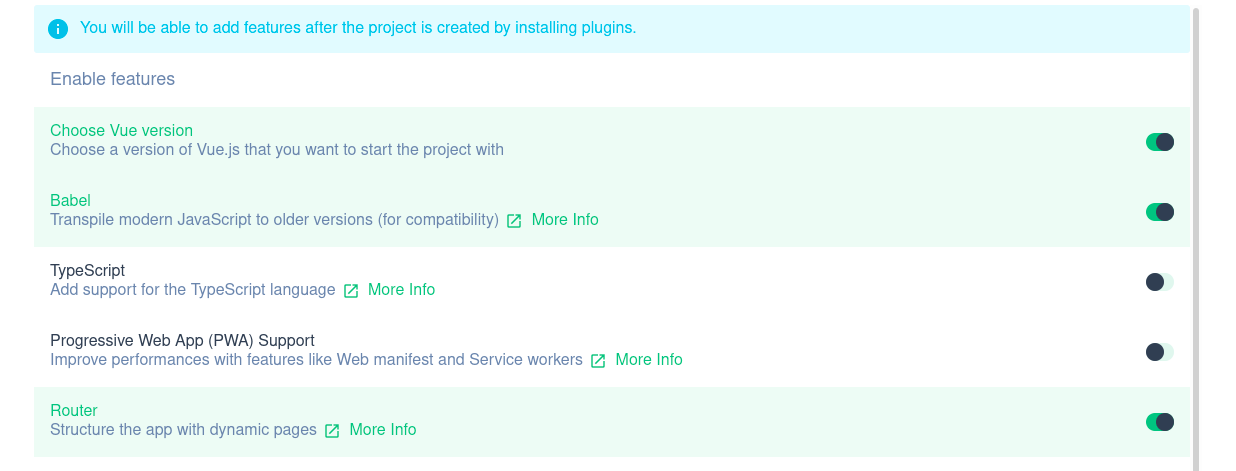 You will be able to add features after the project is created by installing plugins.
Enable features
Choose Vue version
Choose a version of Vue.js that you want to start the project with
Babel
Transpile modern JavaScript to older versions (for compatibility) More Info
TypeScript
Add support for the TypeScript language More Info
Progressive Web App (PWA) Support
Improve performances with features like Web manifest and Service workers More Info
Router
Structure the app with dynamic pages More Info